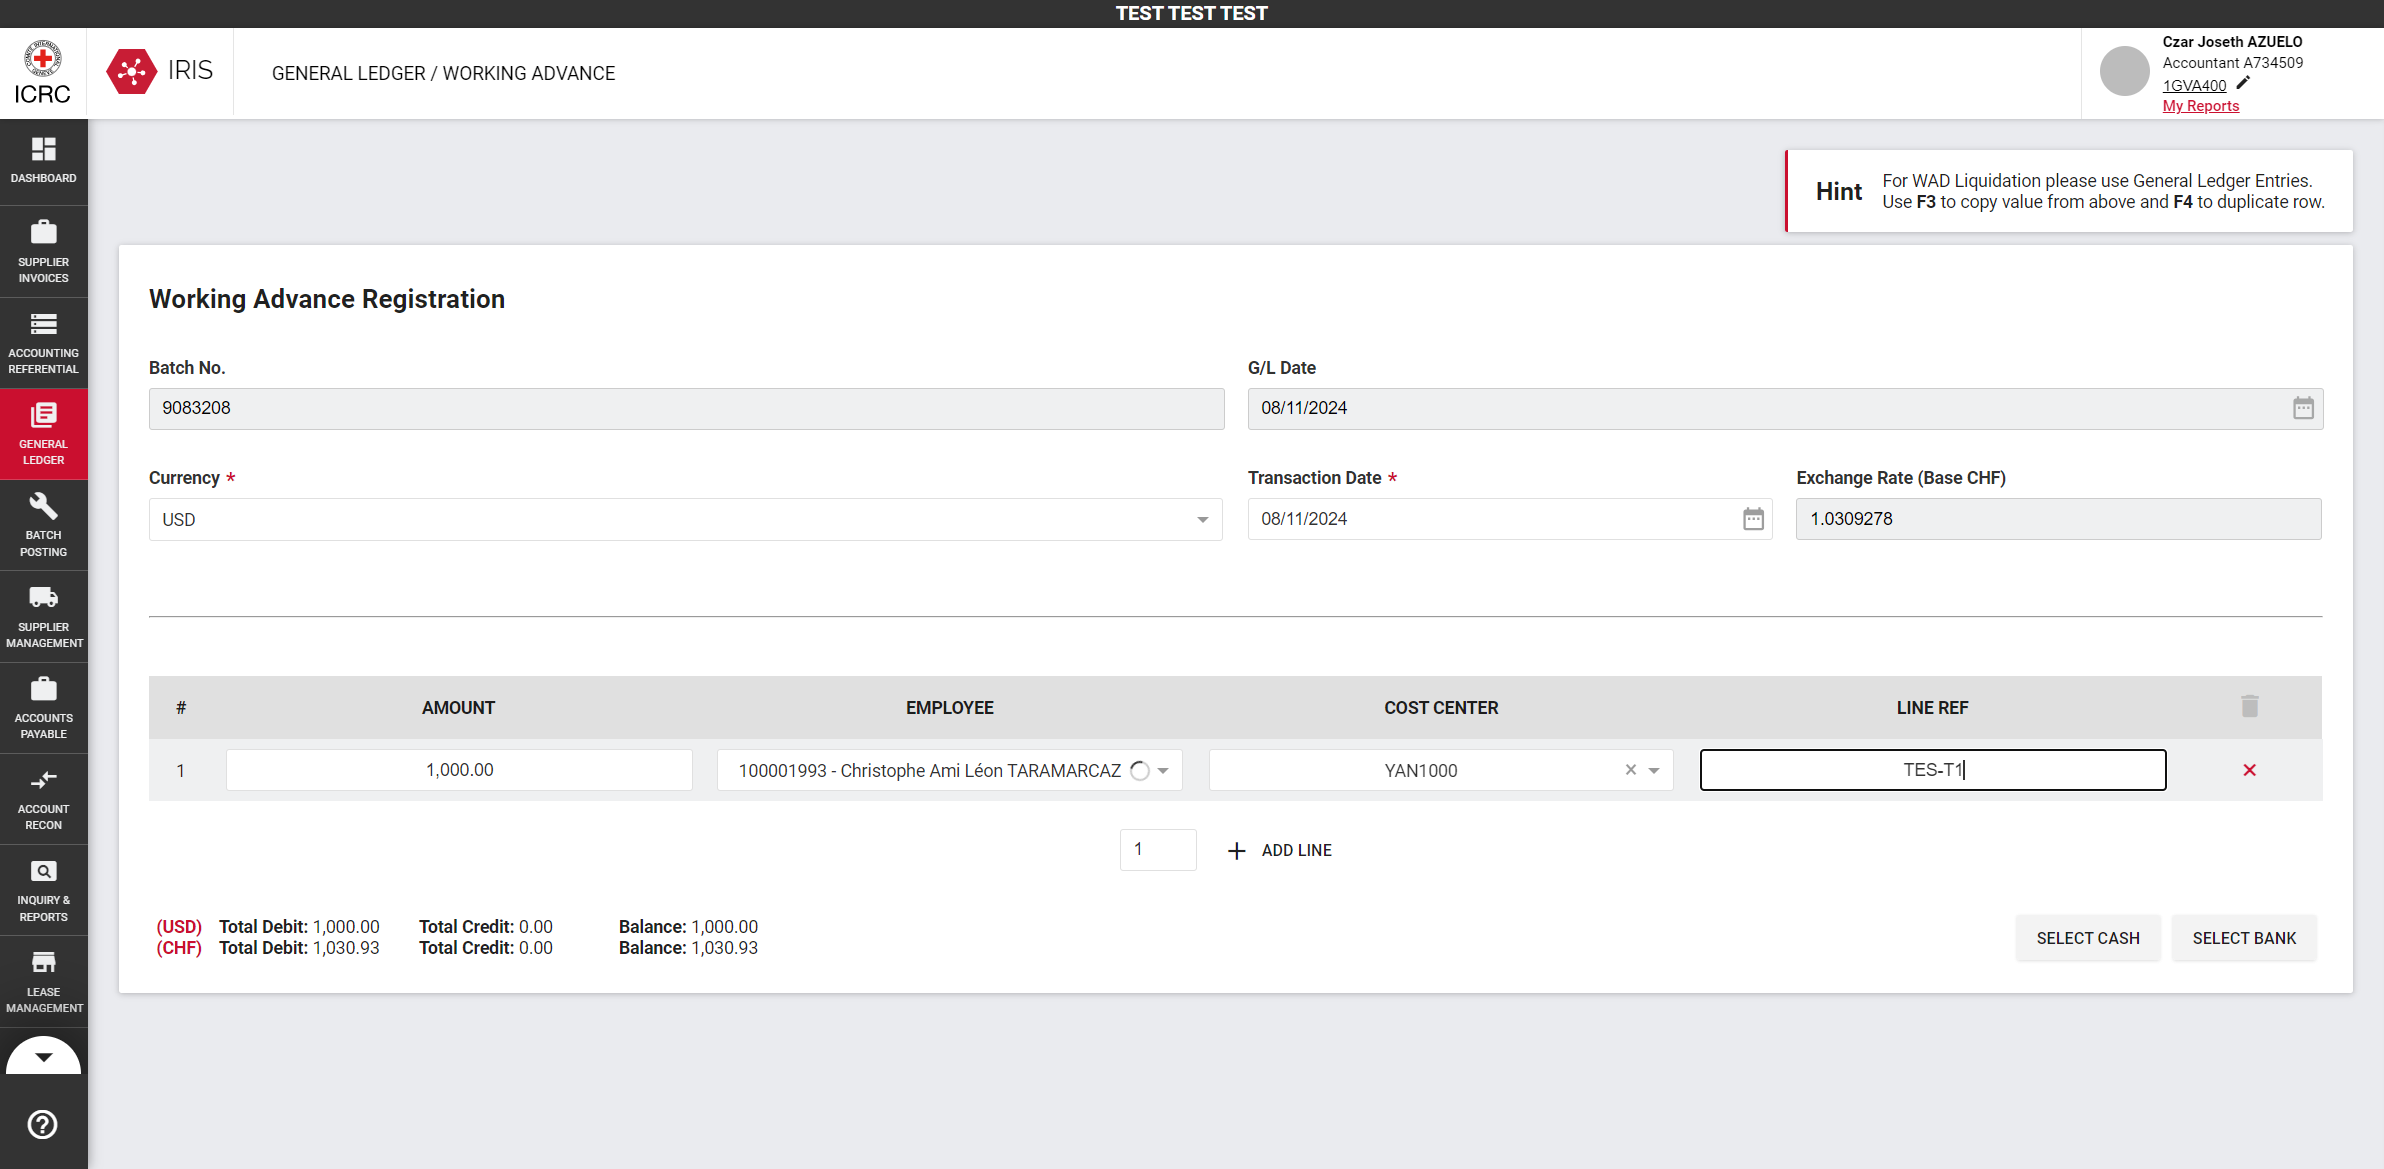 TEST TEST TEST
ICRC
IRIS
GENERAL LEDGER / WORKING ADVANCE
Czar Joseth AZUELO
Accountant A734509
1GVA400
My Reports
DASHBOARD
SUPPLIER
INVOICES
ACCOUNTING
REFERENTIAL
GENERAL
LEDGER
BATCH
POSTING
SUPPLIER
MANAGEMENT
ACCOUNTS
PAYABLE
ACCOUNT
RECON
INQUIRY &
REPORTS
LEASE
MANAGEMENT
Hint
For WAD Liquidation please use General Ledger Entries.
Use F3 to copy value from above and F4 to duplicate row.
Working Advance Registration
Batch No.
9083208
G/L Date
08/11/2024
Currency *
USD
Transaction Date *
08/11/2024
Exchange Rate (Base CHF)
1.0309278
# AMOUNT EMPLOYEE COST CENTER LINE REF
1 1,000.00 100001993 - Christophe Ami Léon TARAMARCAZ YAN1000 × TES-T1
1 + ADD LINE
(USD) Total Debit: 1,000.00 Total Credit: 0.00 Balance: 1,000.00
(CHF) Total Debit: 1,030.93 Total Credit: 0.00 Balance: 1,030.93
SELECT CASH SELECT BANK